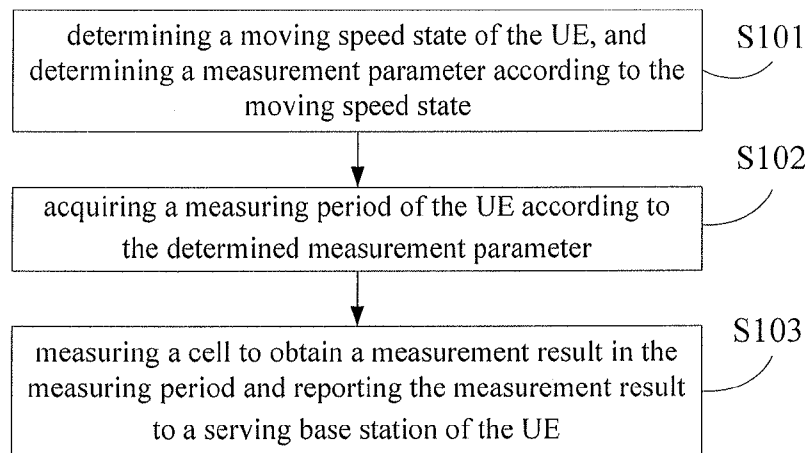 determining a moving speed state of the UE, and
determining a measurement parameter according to the
moving speed state
S101
acquiring a measuring period of the UE according to
the determined measurement parameter
S102
measuring a cell to obtain a measurement result in the
measuring period and reporting the measurement result
to a serving base station of the UE
S103